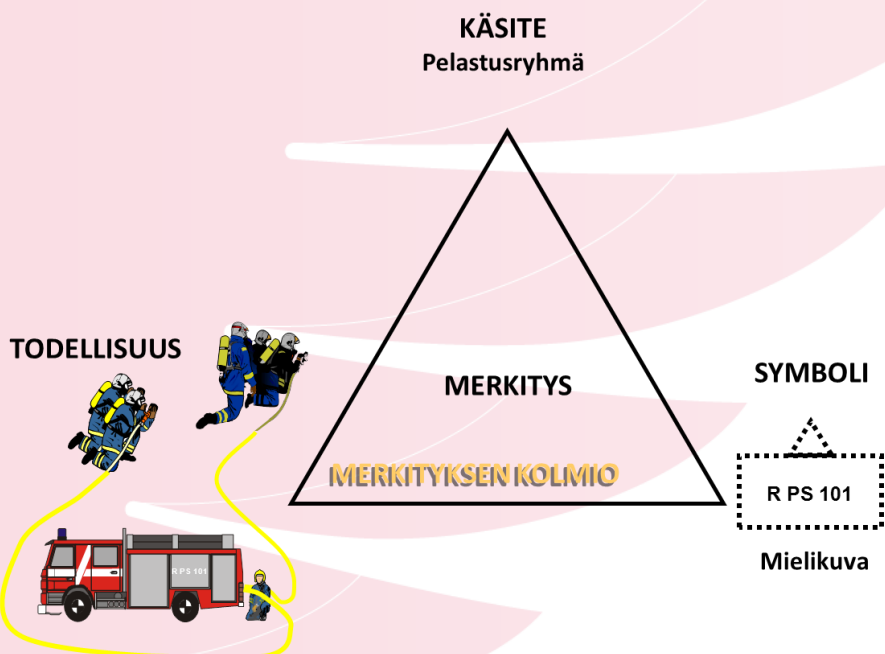 KÄSITE
Pelastusryhmä
TODELLISUUS
MERKITYS
SYMBOLI
MERKITYKSEN KOLMIO
R PS 101
Mielikuva
R PS 101